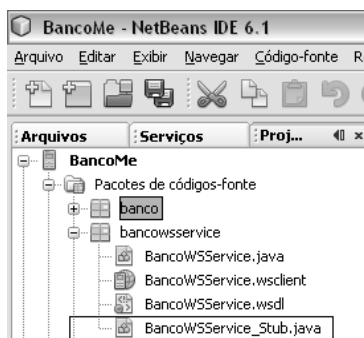 BancoMe - NetBeans IDE 6.1
Arquivo Editar Exibir Navegar Código-fonte R
Arquivos Serviços Proj...
BancoMe
Pacotes de códigos-fonte
banco
bancowsservice
BancoWSService.java
BancoWSService.wsclient
BancoWSService.wsdl
BancoWSService_Stub.java